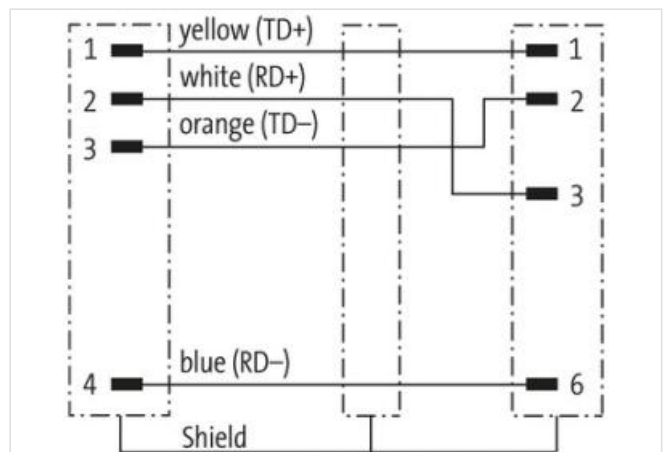 yellow (TD+)
1 1
white (RD+)
2 2
orange (TD–)
3
3
blue (RD–)
4 6
Shield